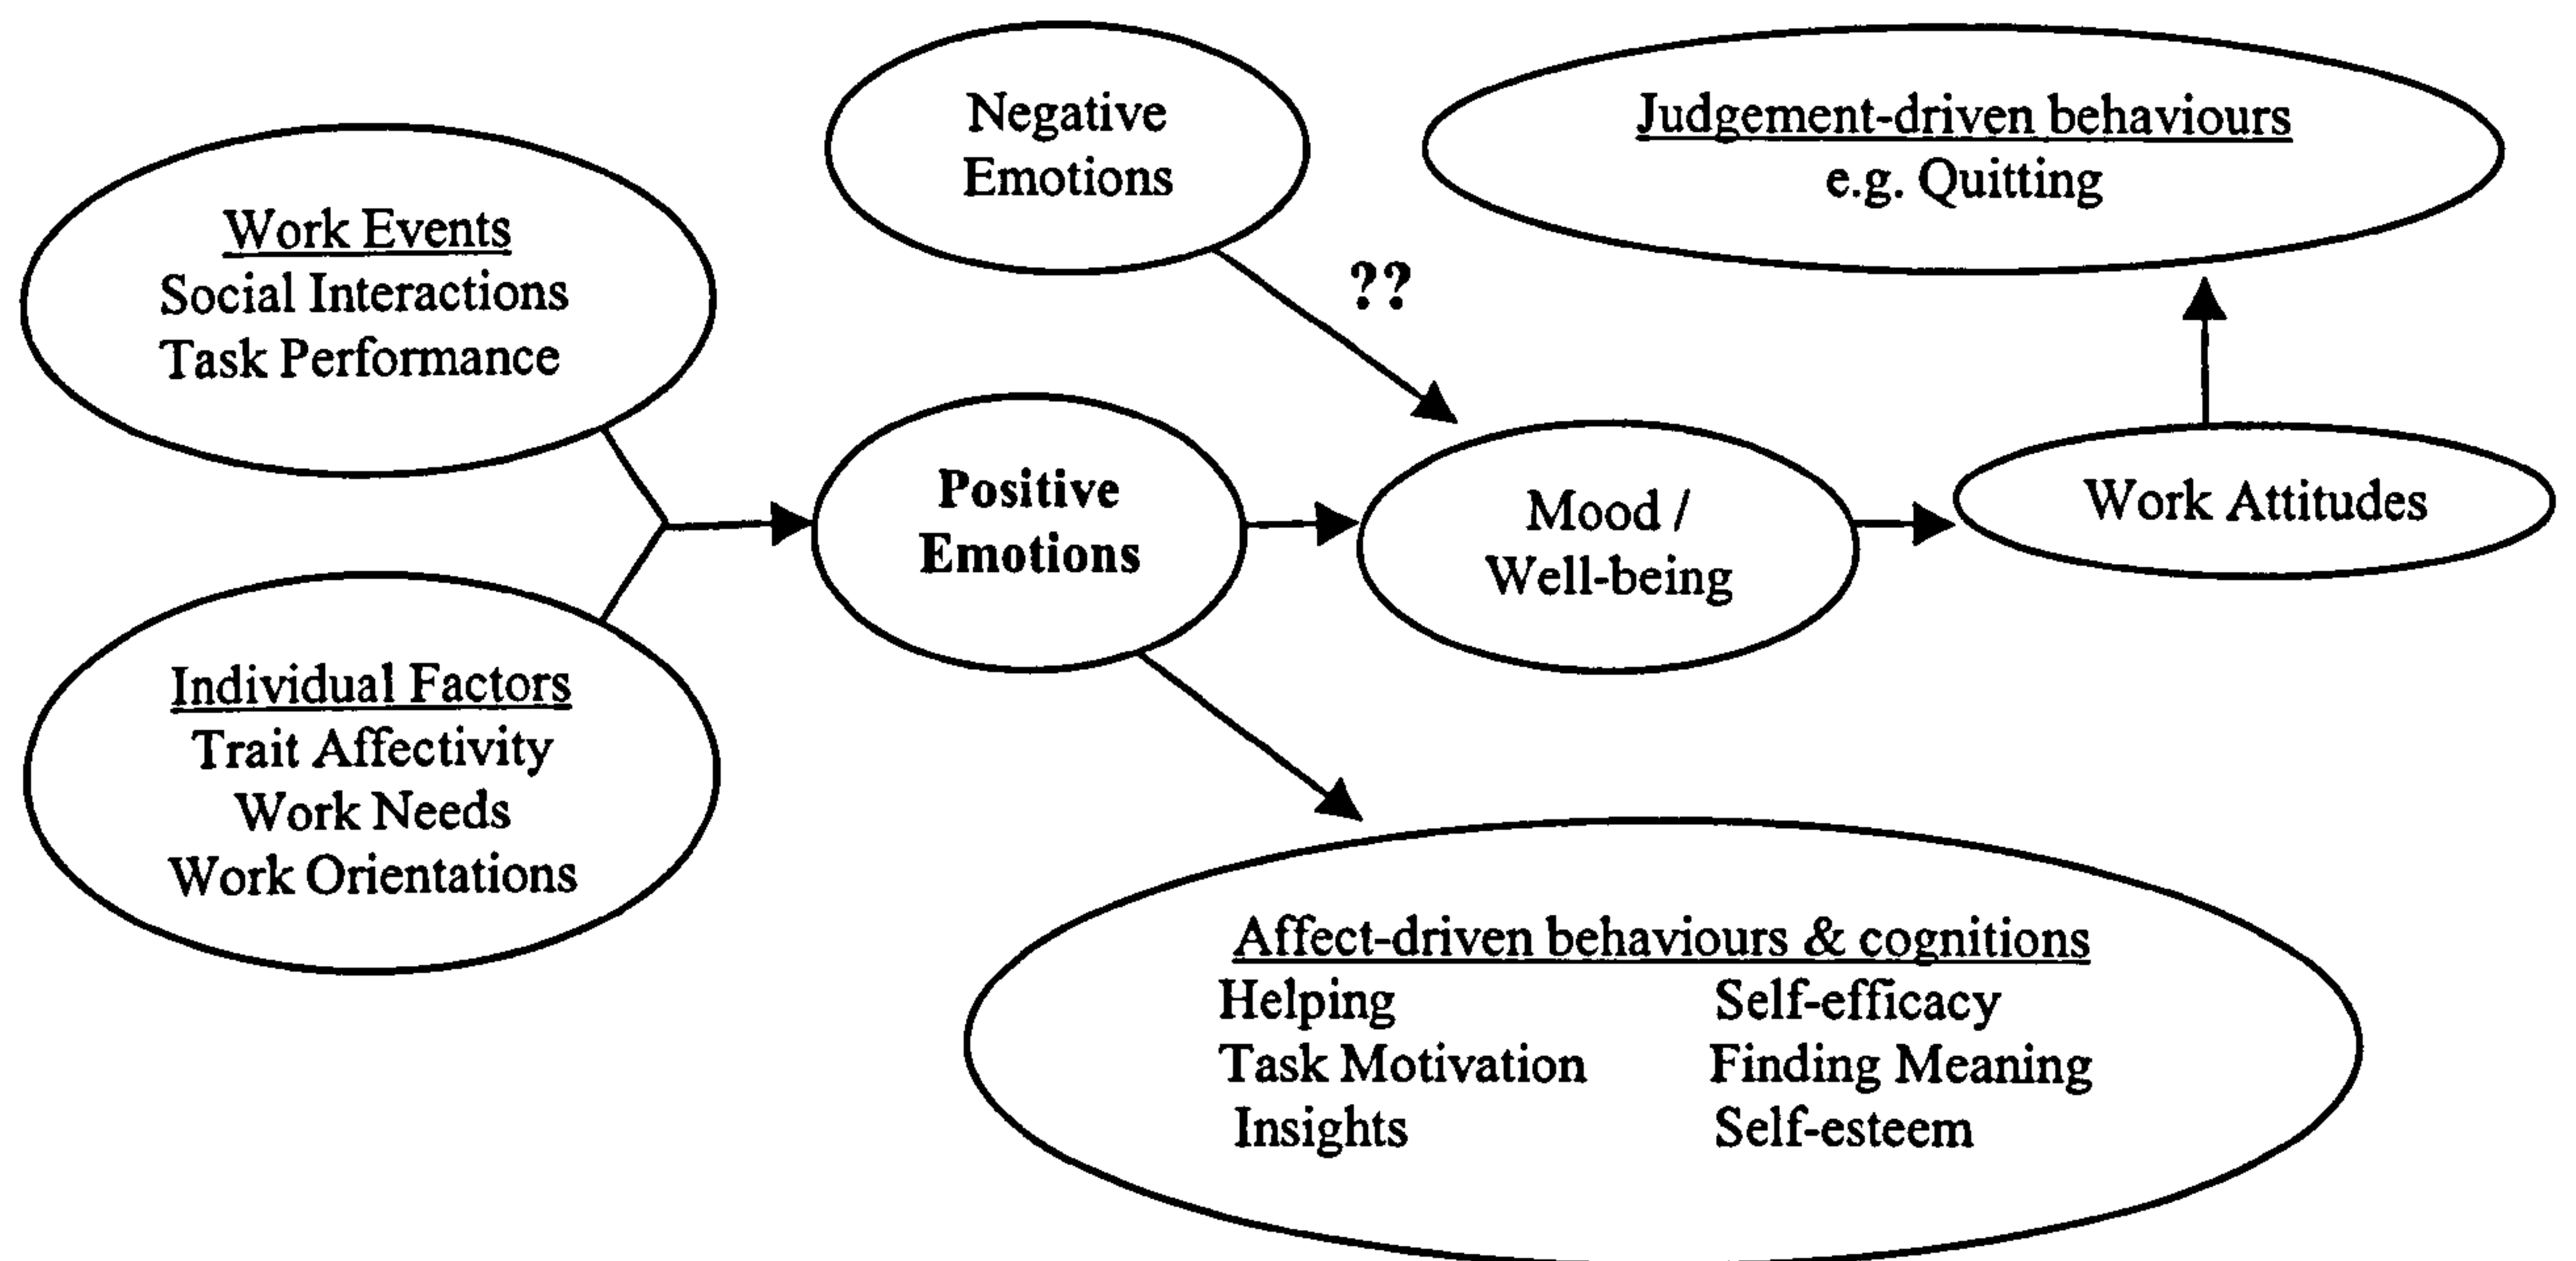 Negative
Emotions
Judgement-driven behaviours
e.g. Quitting
Work Events
Social Interactions
Task Performance
??
Positive
Emotions
Mood /
Well-being
Work Attitudes
Individual Factors
Trait Affectivity
Work Needs
Work Orientations
Affect-driven behaviours & cognitions
Helping Self-efficacy
Task Motivation Finding Meaning
Insights Self-esteem